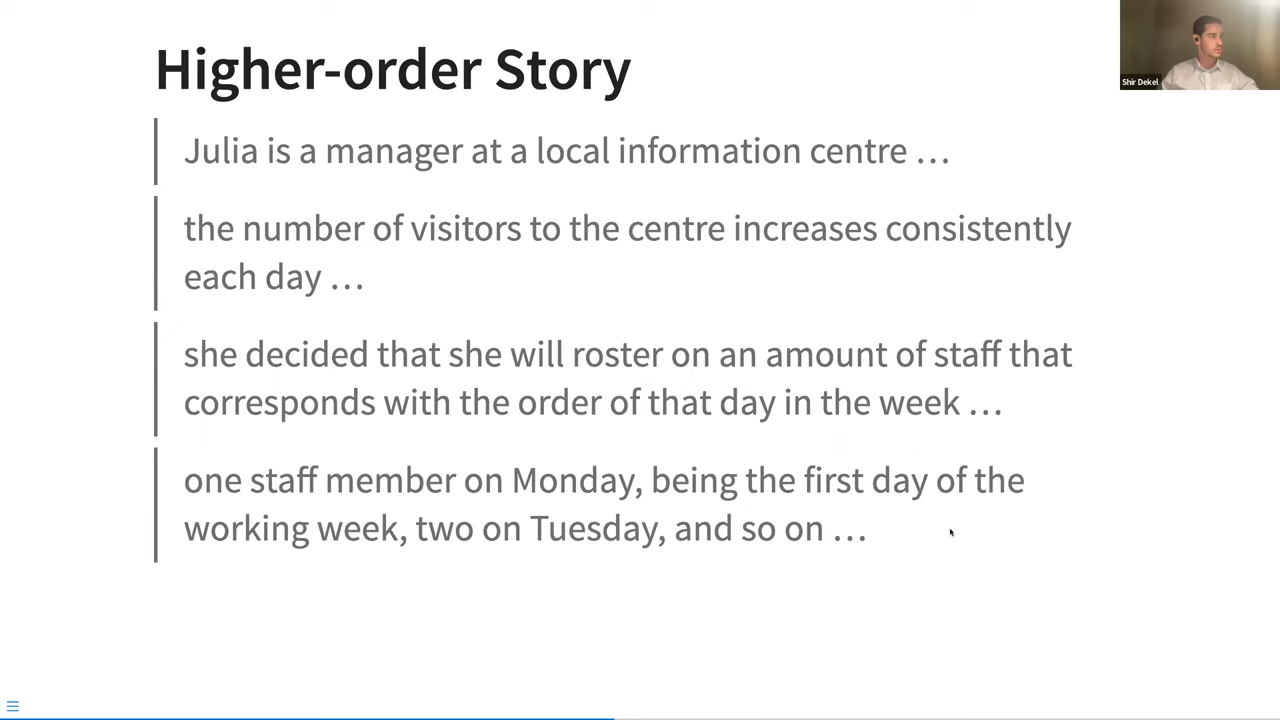 Higher-order Story
Shir Dekel
Julia is a manager at a local information centre …
the number of visitors to the centre increases consistently
each day …
she decided that she will roster on an amount of staff that
corresponds with the order of that day in the week …
one staff member on Monday, being the first day of the
working week, two on Tuesday, and so on …